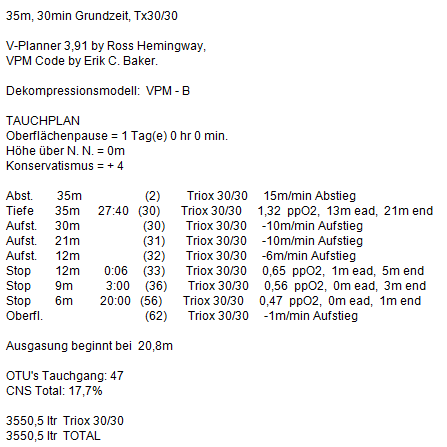 35m, 30min Grundzeit, Tx30/30
V-Planner 3,91 by Ross Hemingway,
VPM Code by Erik C. Baker.
Dekompressionsmodell: VPM - B
TAUCHPLAN
Oberflächenpause = 1 Tag(e) 0 hr 0 min.
Höhe über N. N. = 0m
Konservatismus = + 4
Abst. 35m (2) Triox 30/30 15m/min Abstieg
Tiefe 35m 27:40 (30) Triox 30/30 1,32 ppO2, 13m ead, 21m end
Aufst. 30m (30) Triox 30/30 -10m/min Aufstieg
Aufst. 21m (31) Triox 30/30 -10m/min Aufstieg
Aufst. 12m (32) Triox 30/30 -6m/min Aufstieg
Stop 12m 0:06 (33) Triox 30/30 0,65 ppO2, 1m ead, 5m end
Stop 9m 3:00 (36) Triox 30/30 0,56 ppO2, 0m ead, 3m end
Stop 6m 20:00 (56) Triox 30/30 0,47 ppO2, 0m ead, 1m end
Oberfl. (62) Triox 30/30 -1m/min Aufstieg
Ausgasung beginnt bei 20,8m
OTU's Tauchgang: 47
CNS Total: 17,7%
3550,5 ltr Triox 30/30
3550,5 ltr TOTAL